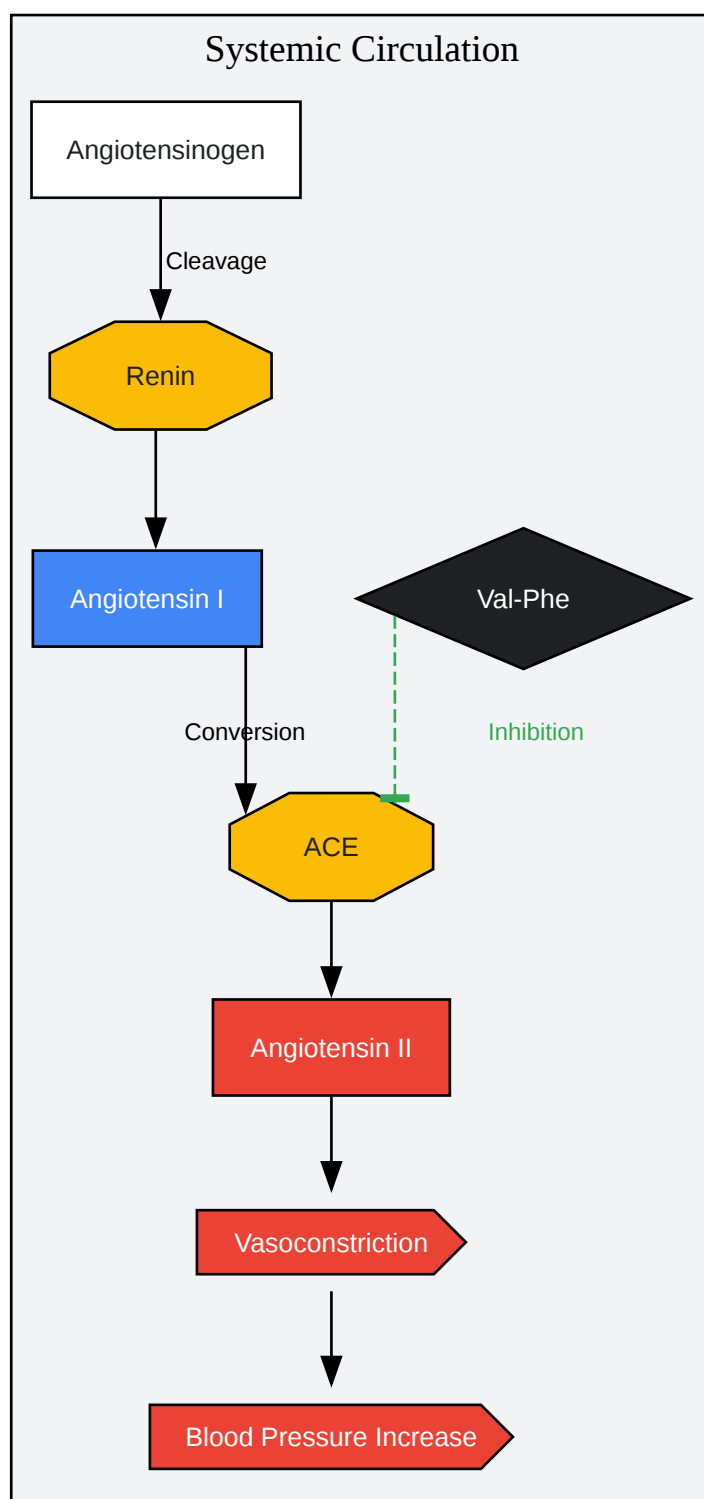 Systemic Circulation
Angiotensinogen
Cleavage
Renin
Angiotensin I
Val-Phe
Conversion
Inhibition
ACE
Angiotensin II
Vasoconstriction
Blood Pressure Increase